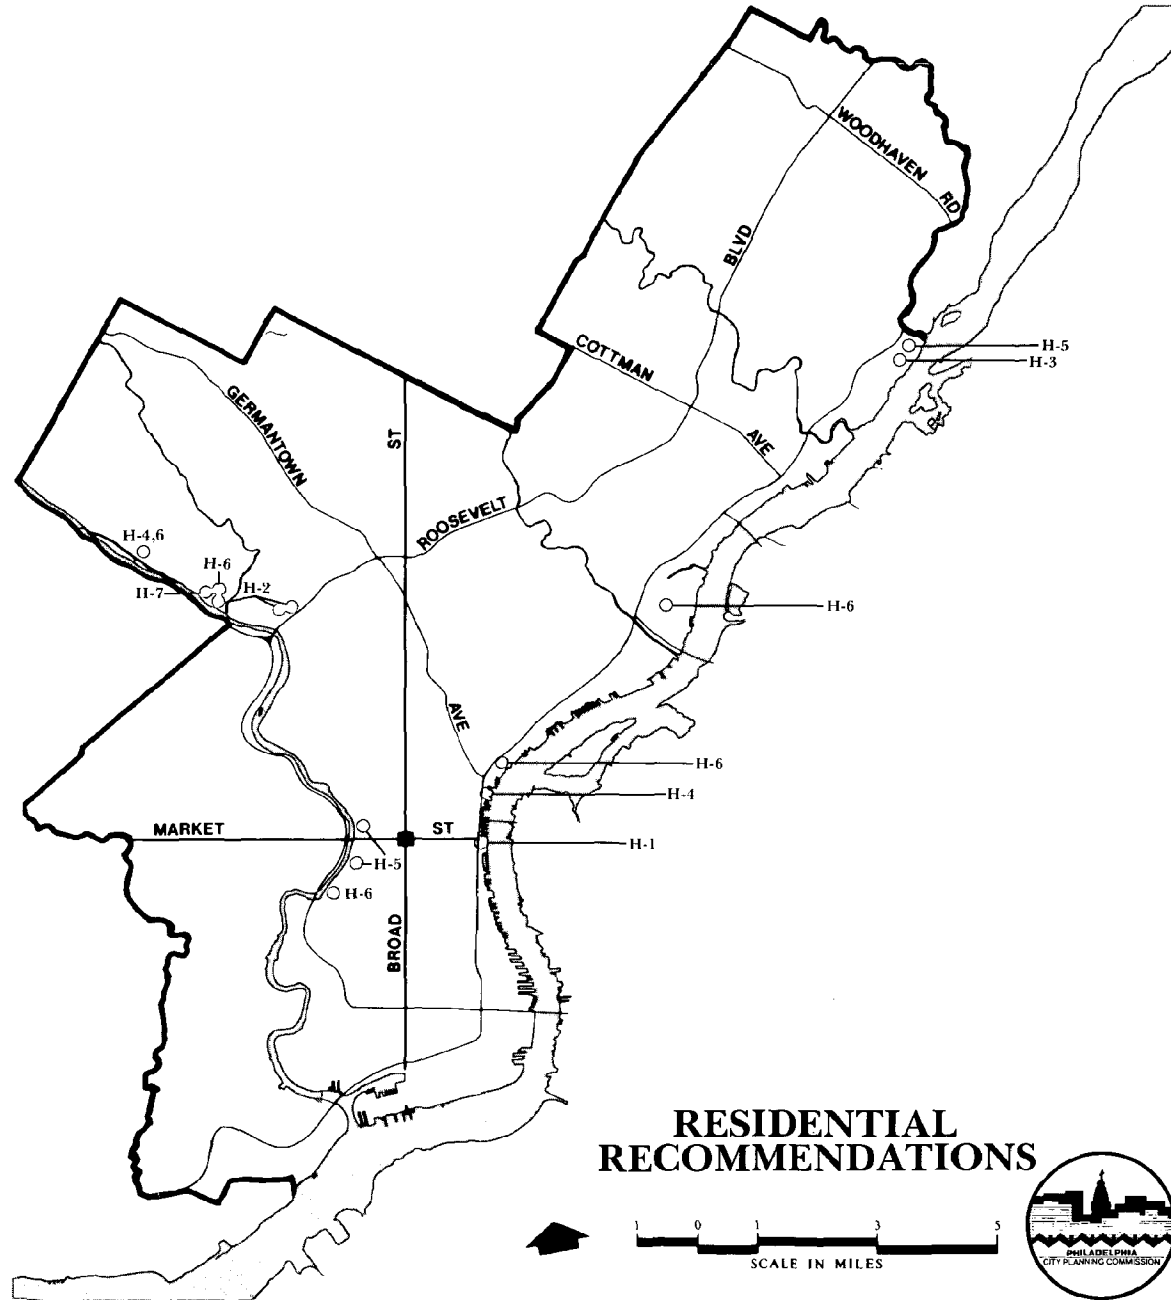 WOODHAVEN RD
BLVD
H-5
H-3
COTTMAN AVE
GERMANTOWN AVE
ST
ROOSEVELT
H-4,6
H-6
H-7
H-2
H-6
H-6
H-4
MARKET ST
H-1
H-5
H-6
BROAD
RESIDENTIAL
RECOMMENDATIONS
1 0 1 3 5
SCALE IN MILES
PHILADELPHIA
CITY PLANNING COMMISSION